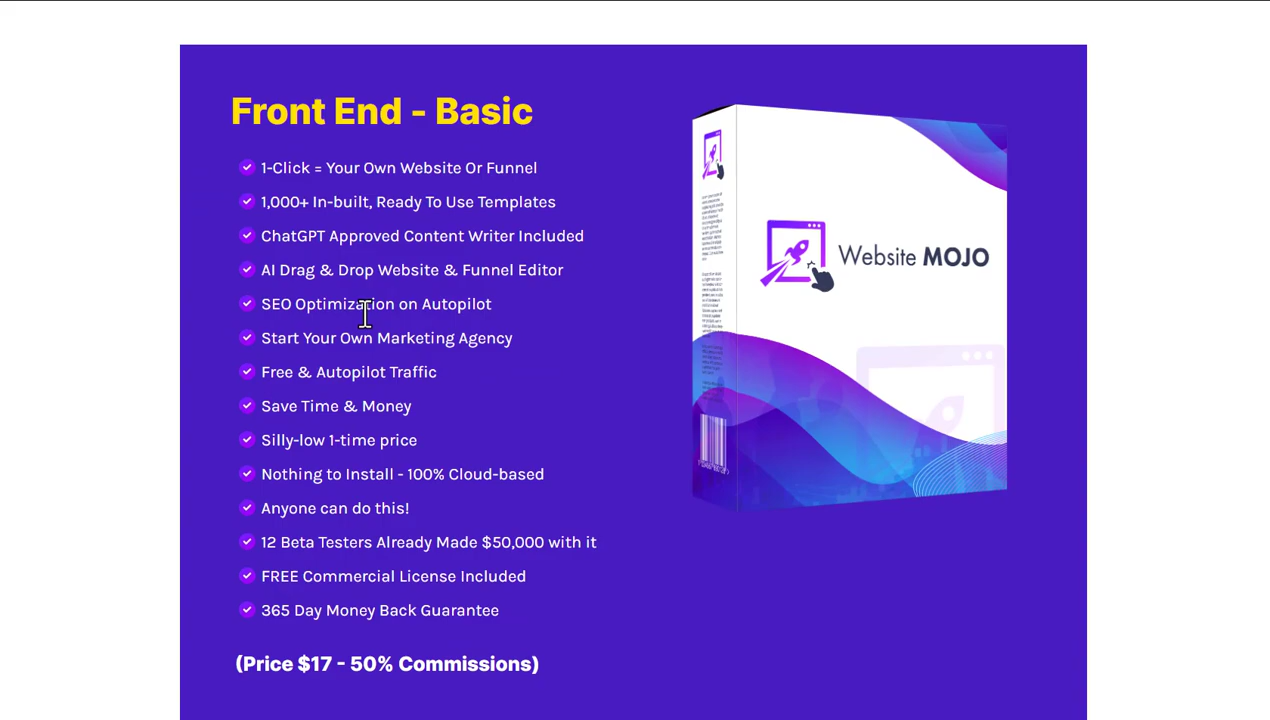 Front End - Basic
1-Click = Your Own Website Or Funnel
1,000+ In-built, Ready To Use Templates
ChatGPT Approved Content Writer Included
AI Drag & Drop Website & Funnel Editor
SEO Optimization on Autopilot
Start Your Own Marketing Agency
Free & Autopilot Traffic
Save Time & Money
Silly-low 1-time price
Nothing to Install - 100% Cloud-based
Anyone can do this!
12 Beta Testers Already Made $50,000 with it
FREE Commercial License Included
365 Day Money Back Guarantee
(Price $17 - 50% Commissions)
Website MOJO